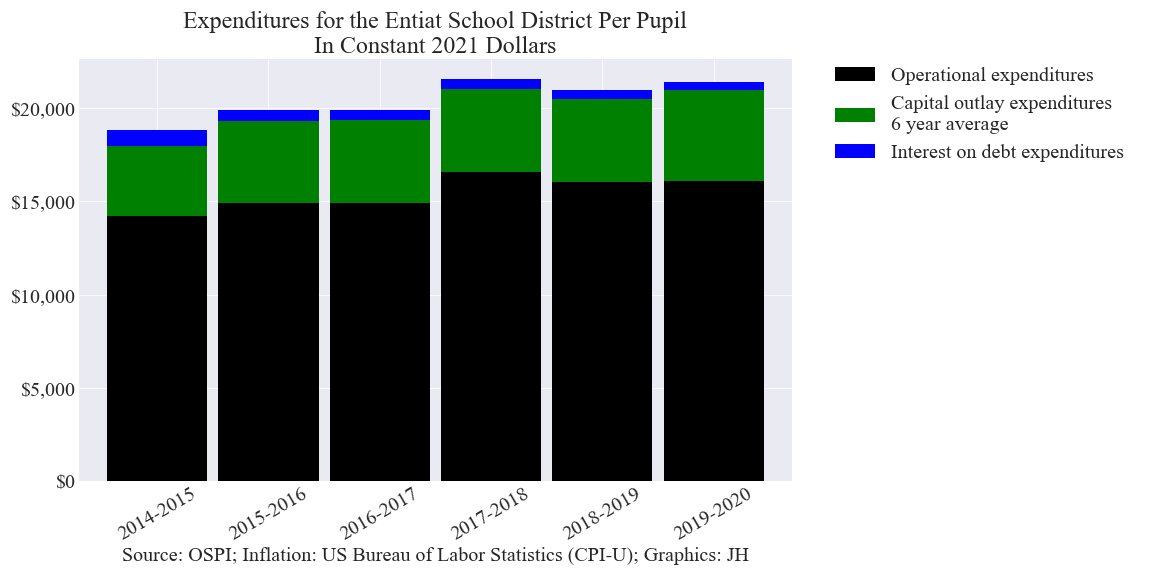 Expenditures for the Entiat School District Per Pupil
In Constant 2021 Dollars
Operational expenditures
Capital outlay expenditures
6 year average
Interest on debt expenditures
$20,000
$15,000
$10,000
$5,000
$0
2014-2015
2015-2016
2016-2017
2017-2018
2018-2019
2019-2020
Source: OSPI; Inflation: US Bureau of Labor Statistics (CPI-U); Graphics: JH